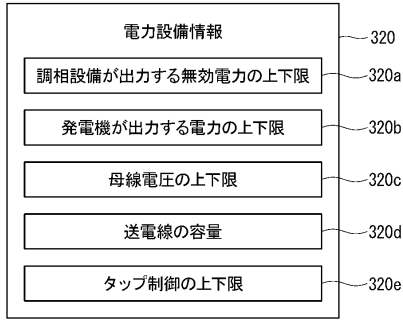 電力設備情報
320
調相設備が出力する無効電力の上下限
320a
発電機が出力する電力の上下限
320b
母線電圧の上下限
320c
送電線の容量
320d
タップ制御の上下限
320e